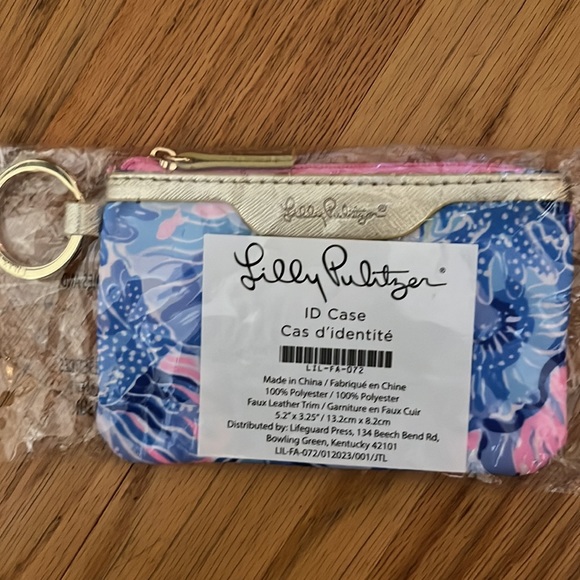 Lilly Pulitzer®
Lilly Pulitzer®
ID Case
Cas d'identité
LIL-FA-072
Made in China / Fabriqué en Chine
100% Polyester / 100% Polyester
Faux Leather Trim / Garniture en Faux Cuir
5.2" x 3.25" / 13.2cm x 8.2cm
Distributed by: Lifeguard Press, 134 Beech Bend Rd,
Bowling Green, Kentucky 42101
LIL-FA-072/012023/001/JTL